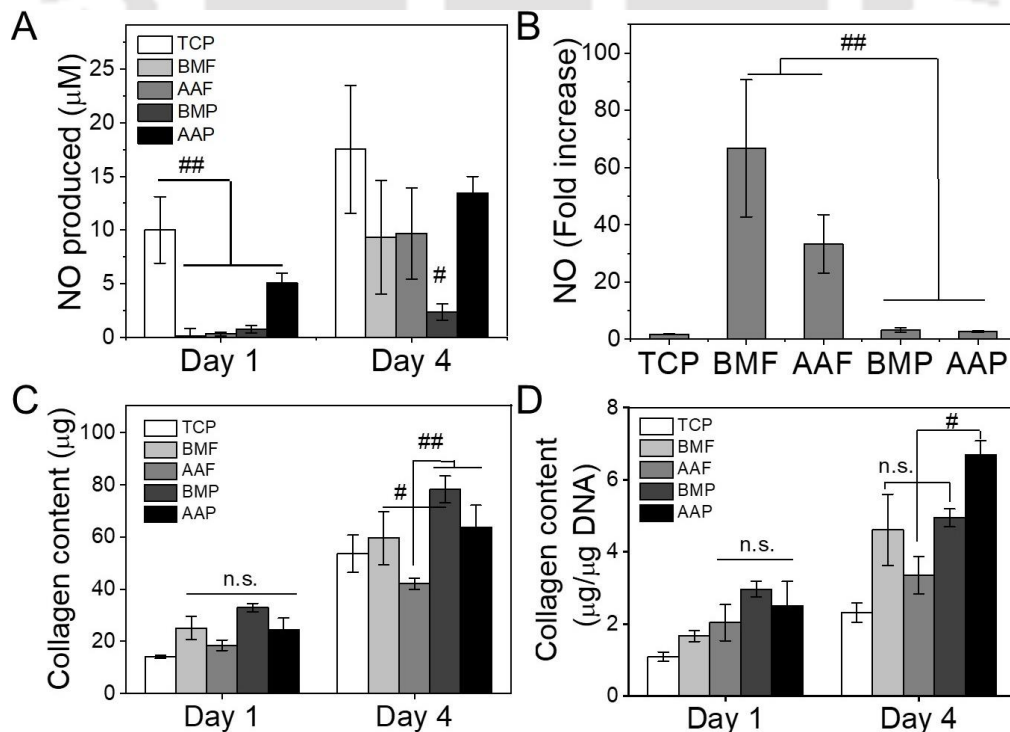 A
NO produced (μM)
25
20
15
10
5
0
TCP
BMF
AAF
BMP
AAP
##
#
Day 1
Day 4
B
NO (Fold increase)
100
80
60
40
20
0
##
TCP
BMF
AAF
BMP
AAP
C
Collagen content (μg)
100
80
60
40
20
0
TCP
BMF
AAF
BMP
AAP
n.s.
#
##
Day 1
Day 4
D
Collagen content
(μg/μg DNA)
8
6
4
2
0
TCP
BMF
AAF
BMP
AAP
n.s.
n.s.
#
Day 1
Day 4